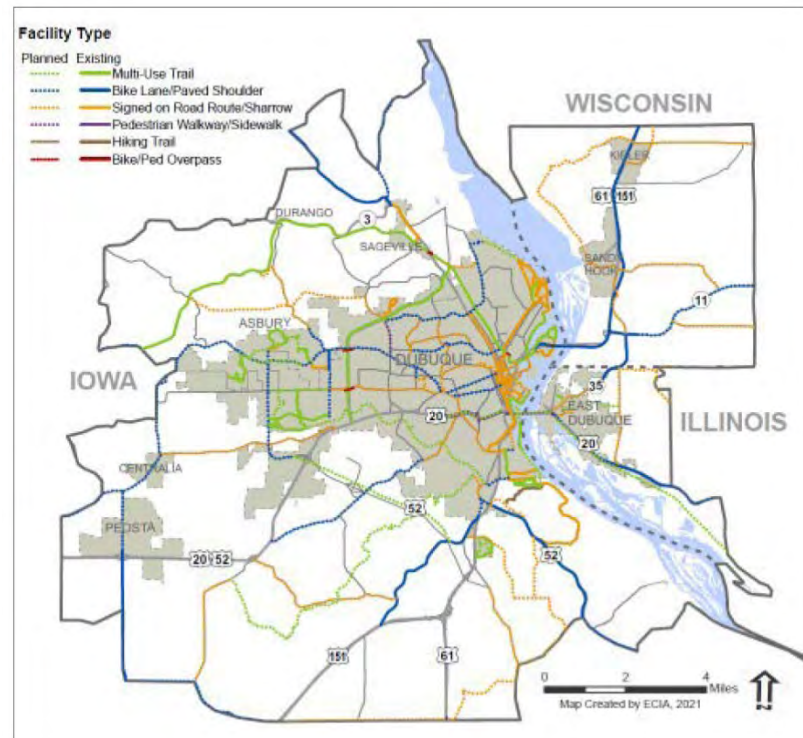 Facility Type
Planned Existing
Multi-Use Trail
Bike Lane/Paved Shoulder
Signed on Road Route/Sharrow
Pedestrian Walkway/Sidewalk
Hiking Trail
Bike/Ped Overpass
WISCONSIN
KIELER
61 151
DURANGO
3
SAGEVILLE
SANDY
HOOK
11
ASBURY
DUBUQUE
IOWA
35
20
EAST
DUBUQUE
ILLINOIS
20
CENTRALIA
52
PEOSTA
52
20 52
151
61
0 2 4
Miles
Map Created by ECIA, 2021
N